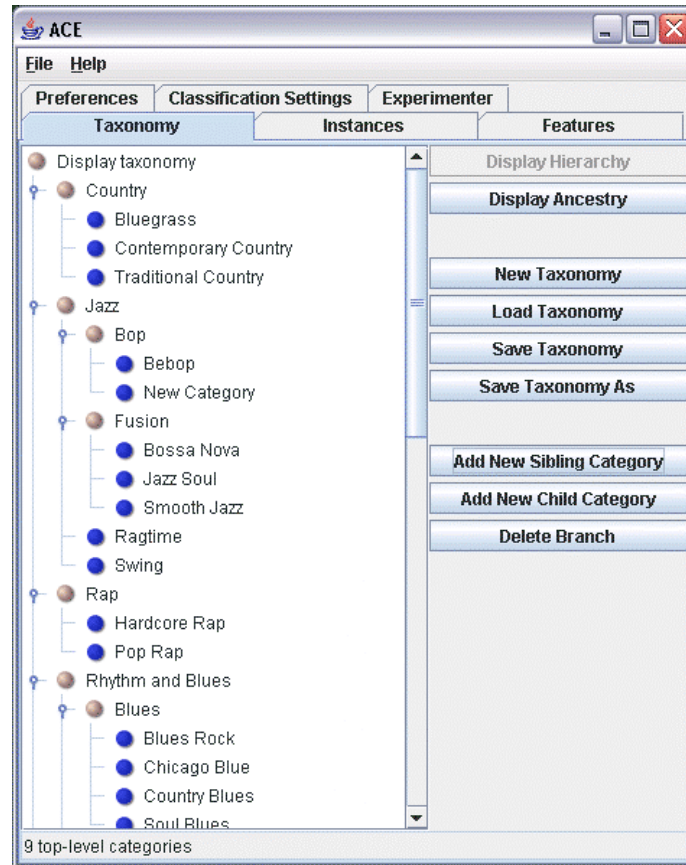 ACE
File Help
Preferences Classification Settings Experimenter
Taxonomy Instances Features
Display taxonomy
Country
Bluegrass
Contemporary Country
Traditional Country
Jazz
Bop
Bebop
New Category
Fusion
Bossa Nova
Jazz Soul
Smooth Jazz
Ragtime
Swing
Rap
Hardcore Rap
Pop Rap
Rhythm and Blues
Blues
Blues Rock
Chicago Blue
Country Blues
Soul Blues
Display Hierarchy
Display Ancestry
New Taxonomy
Load Taxonomy
Save Taxonomy
Save Taxonomy As
Add New Sibling Category
Add New Child Category
Delete Branch
9 top-level categories